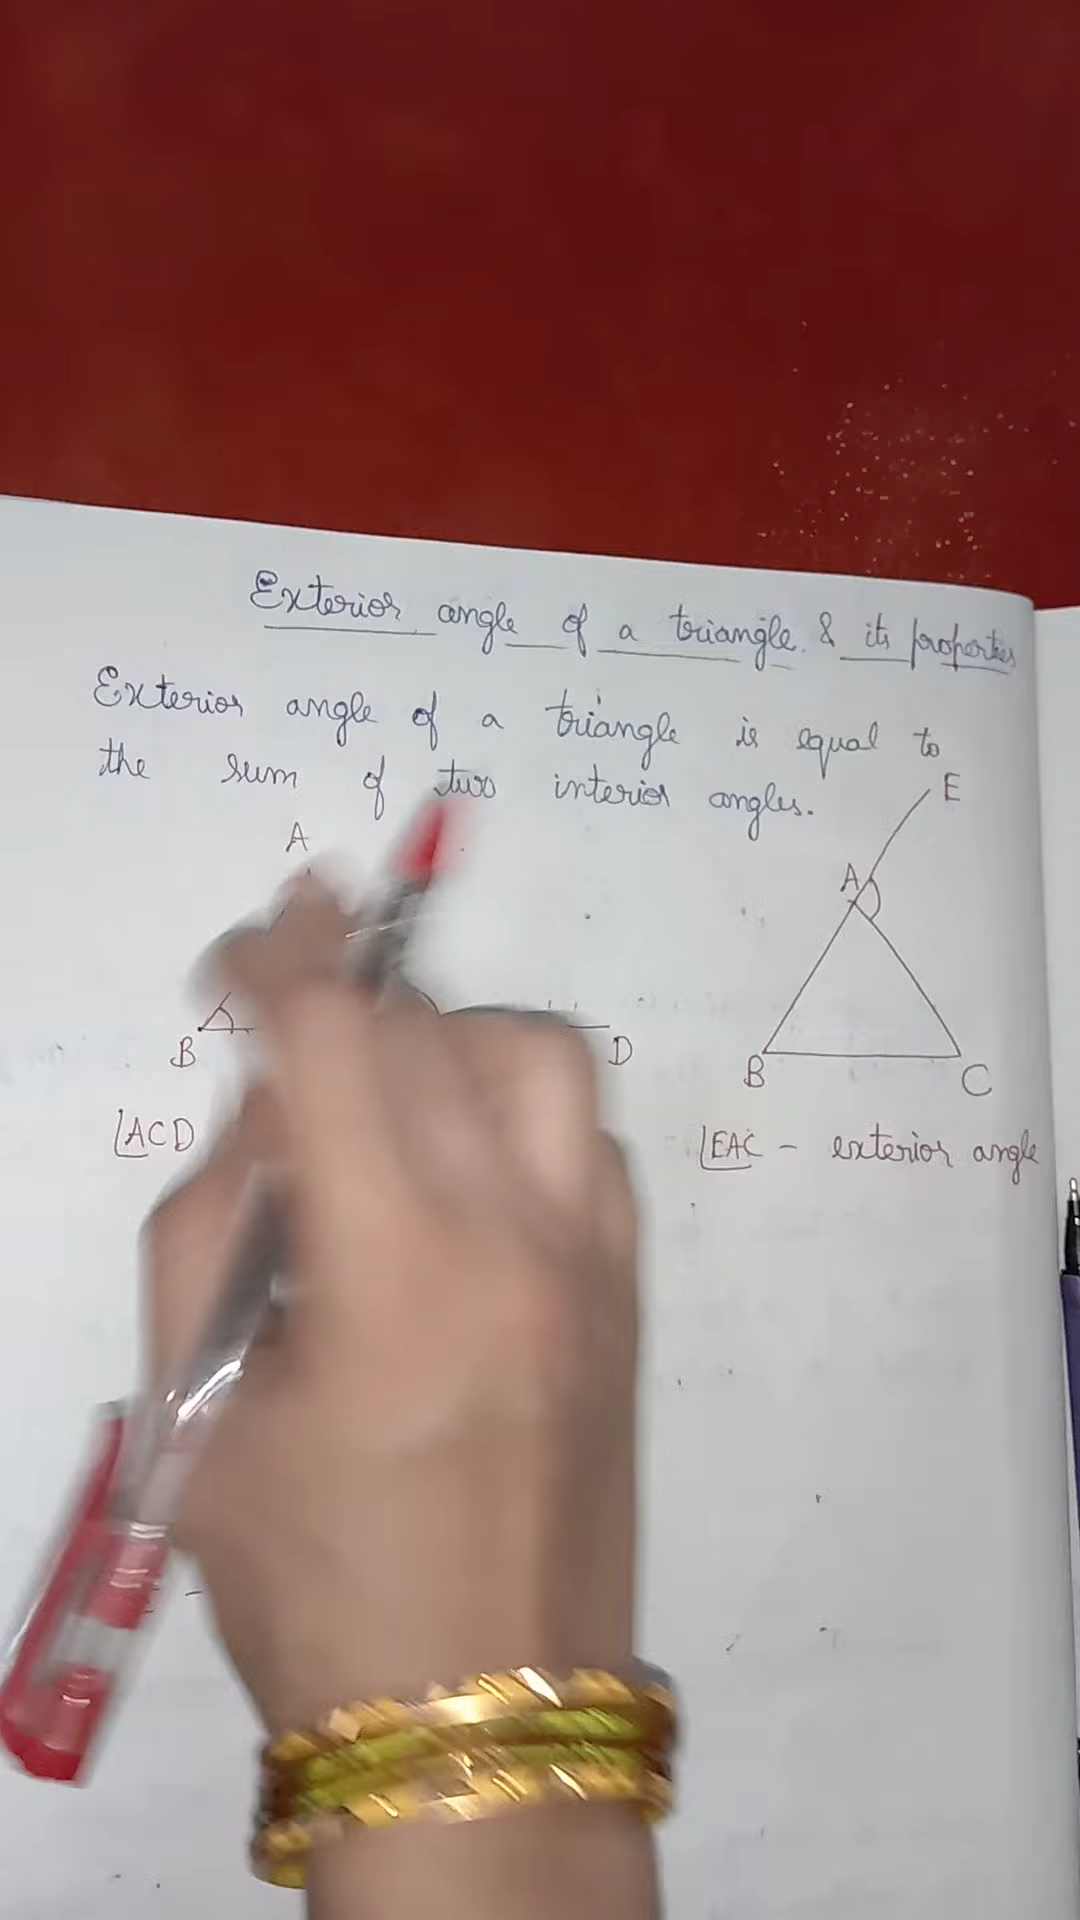 Exterior angle of a triangle & its properties
Exterior angle of a triangle is equal to
the sum of two interior angles.
E
A
A
B
D
B
C
∠ACD
∠EAC - exterior angle